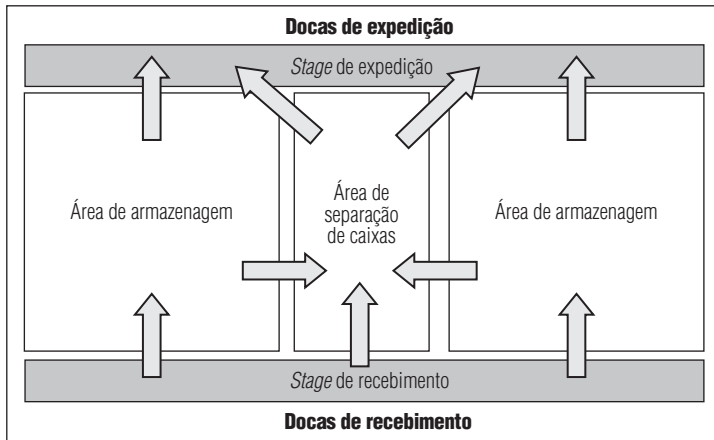 Docas de expedição
Stage de expedição
Área de armazenagem
Área de
separação
de caixas
Área de armazenagem
Stage de recebimento
Docas de recebimento